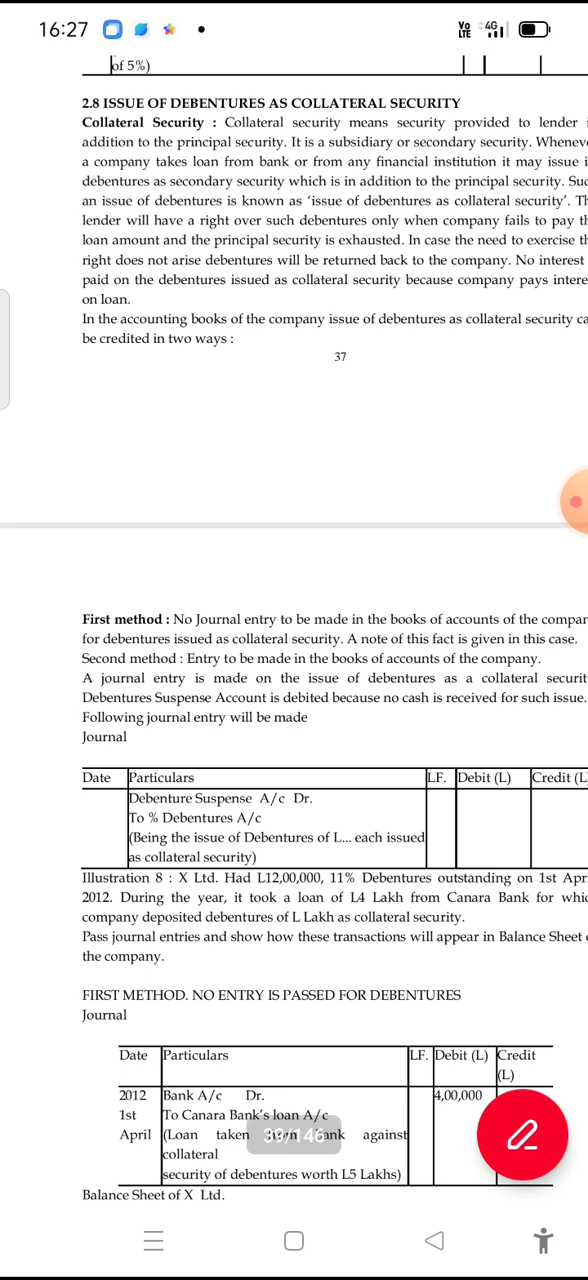 16:27
Vo LTE 4G
of 5%)
2.8 ISSUE OF DEBENTURES AS COLLATERAL SECURITY
Collateral Security : Collateral security means security provided to lender
addition to the principal security. It is a subsidiary or secondary security. Whenev
a company takes loan from bank or from any financial institution it may issue i
debentures as secondary security which is in addition to the principal security. Suc
an issue of debentures is known as ‘issue of debentures as collateral security’. Th
lender will have a right over such debentures only when company fails to pay th
loan amount and the principal security is exhausted. In case the need to exercise th
right does not arise debentures will be returned back to the company. No interest
paid on the debentures issued as collateral security because company pays intere
on loan.
In the accounting books of the company issue of debentures as collateral security ca
be credited in two ways :
37
First method : No Journal entry to be made in the books of accounts of the compan
for debentures issued as collateral security. A note of this fact is given in this case.
Second method : Entry to be made in the books of accounts of the company.
A journal entry is made on the issue of debentures as a collateral securit
Debentures Suspense Account is debited because no cash is received for such issue.
Following journal entry will be made
Journal
Date Particulars LF. Debit (L) Credit (L
Debenture Suspense A/c Dr.
To % Debentures A/c
(Being the issue of Debentures of L... each issued
as collateral security)
Illustration 8 : X Ltd. Had L12,00,000, 11% Debentures outstanding on 1st Apr
2012. During the year, it took a loan of L4 Lakh from Canara Bank for whic
company deposited debentures of L Lakh as collateral security.
Pass journal entries and show how these transactions will appear in Balance Sheet
the company.
FIRST METHOD. NO ENTRY IS PASSED FOR DEBENTURES
Journal
Date Particulars LF. Debit (L) Credit
(L)
2012 Bank A/c Dr. 4,00,000
1st To Canara Bank’s loan A/c
April (Loan taken against
39/146
collateral
security of debentures worth L5 Lakhs)
Balance Sheet of X Ltd.